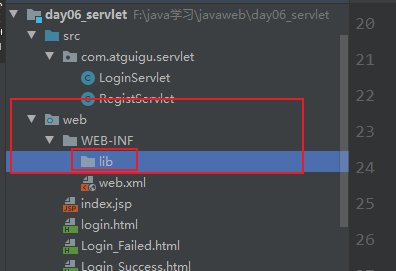 day06_servlet F:\java学习\javaweb\day06_servlet
src
com.atguigu.servlet
LoginServlet
RegistServlet
web
WEB-INF
lib
web.xml
index.jsp
login.html
Login_Failed.html
Login_Success.html
20
21
22
23
24
25
26
27